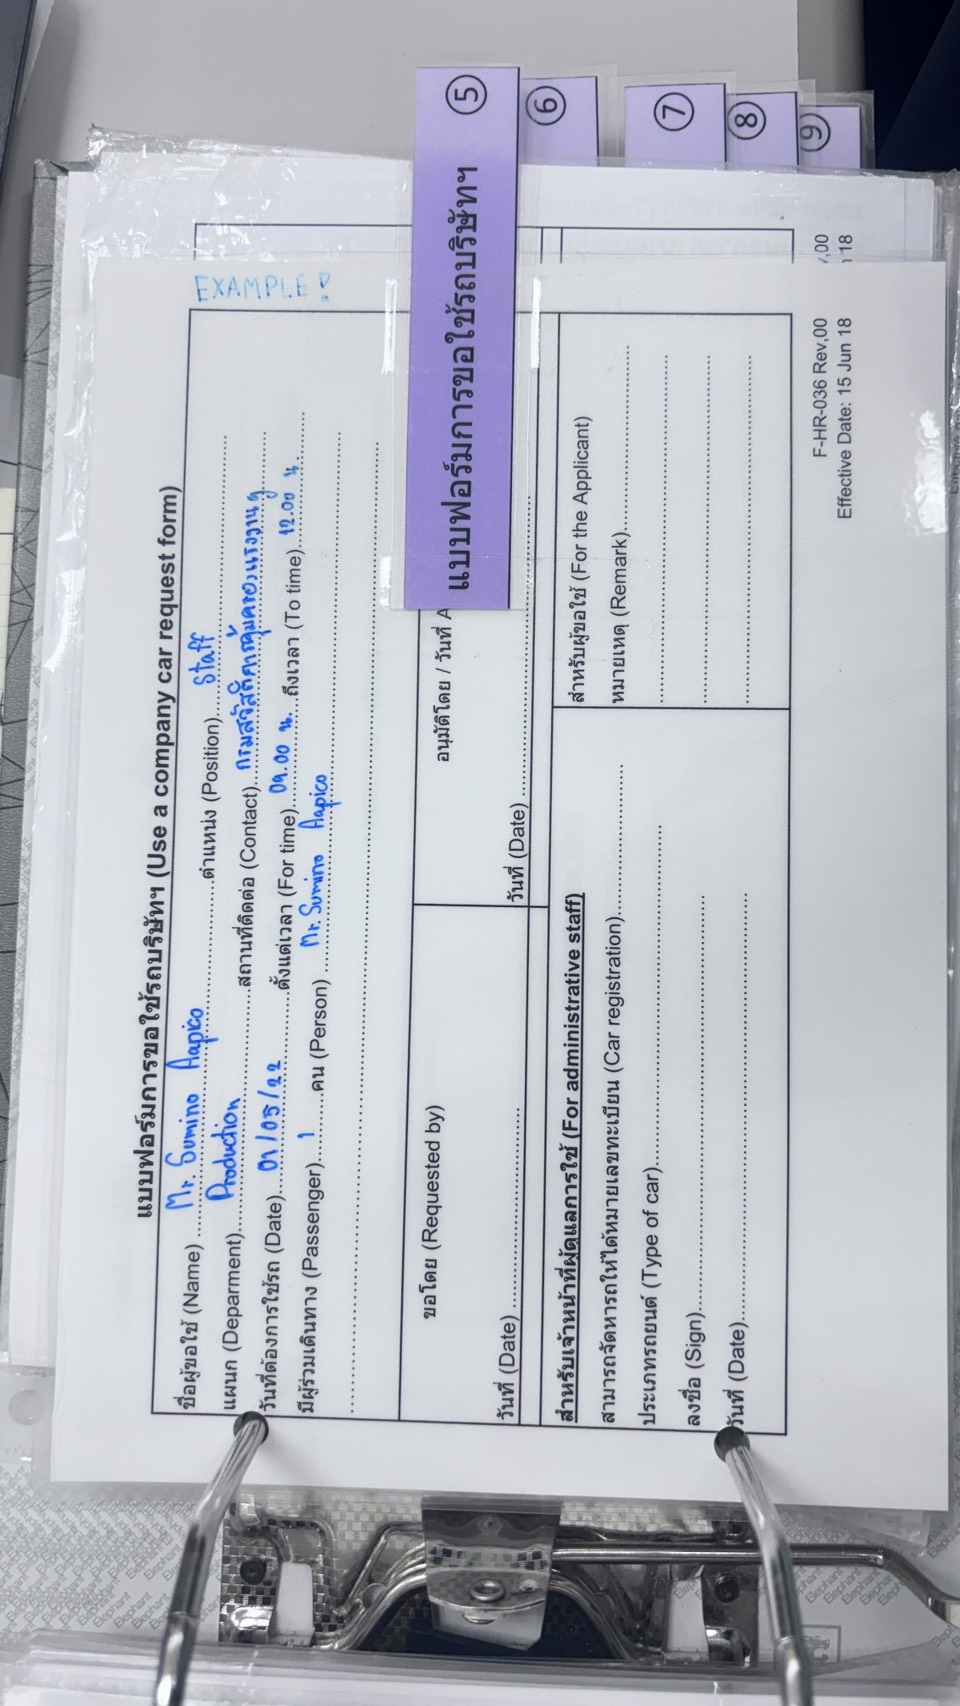 แบบฟอร์มการขอใช้รถบริษัทฯ (Use a company car request form)
ชื่อผู้ขอใช้ (Name) Mr. Sumino Aapico ตำแหน่ง (Position) Staff
แผนก (Deparment) Production สถานที่ติดต่อ (Contact) กรมสวัสดิการคุ้มครองแรงงาน
วันที่ต้องการใช้รถ (Date) 09/05/22 ตั้งแต่เวลา (For time) 09.00 น. ถึงเวลา (To time) 12.00 น.
มีผู้ร่วมเดินทาง (Passenger) 1 คน (Person) Mr. Sumino Aapico
EXAMPLE
ขอโดย (Requested by)
อนุมัติโดย / วันที่ A
แบบฟอร์มการขอใช้รถบริษัทฯ ⑤
วันที่ (Date)
วันที่ (Date)
⑥
⑦
⑧
⑨
สำหรับเจ้าหน้าที่ผู้ดูแลการใช้ (For administrative staff)
สามารถจัดหารถให้ได้หมายเลขทะเบียน (Car registration)
ประเภทรถยนต์ (Type of car)
ลงชื่อ (Sign)
วันที่ (Date)
สำหรับผู้ขอใช้ (For the Applicant)
หมายเหตุ (Remark)
F-HR-036 Rev,00
Effective Date: 15 Jun 18
,00
18
Elephant